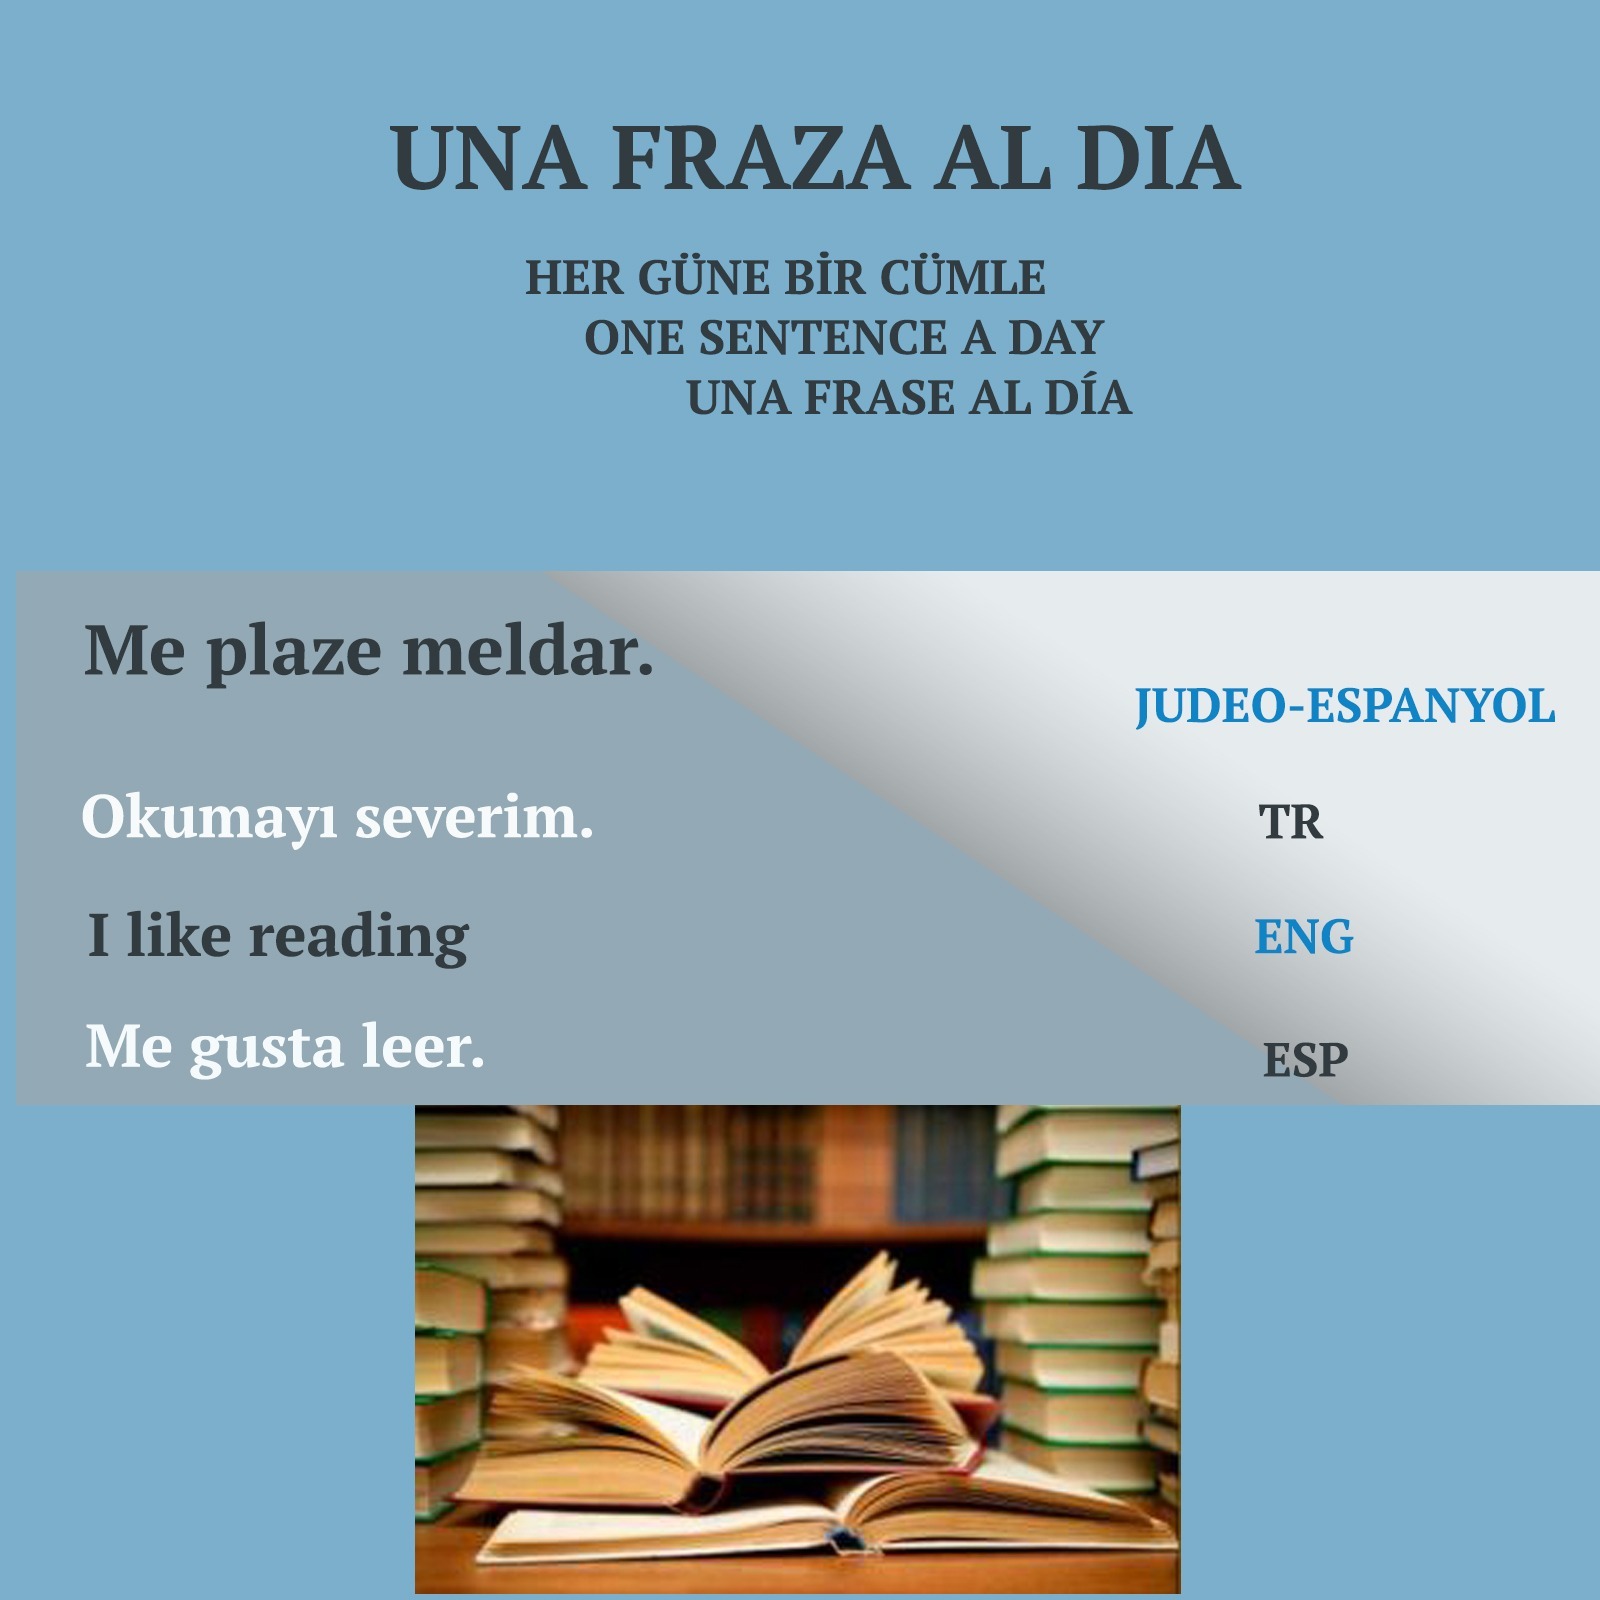 UNA FRAZA AL DIA
HER GÜNE BİR CÜMLE
ONE SENTENCE A DAY
UNA FRASE AL DÍA
Me plaze meldar.
JUDEO-ESPANYOL
Okumayı severim.
TR
I like reading
ENG
Me gusta leer.
ESP